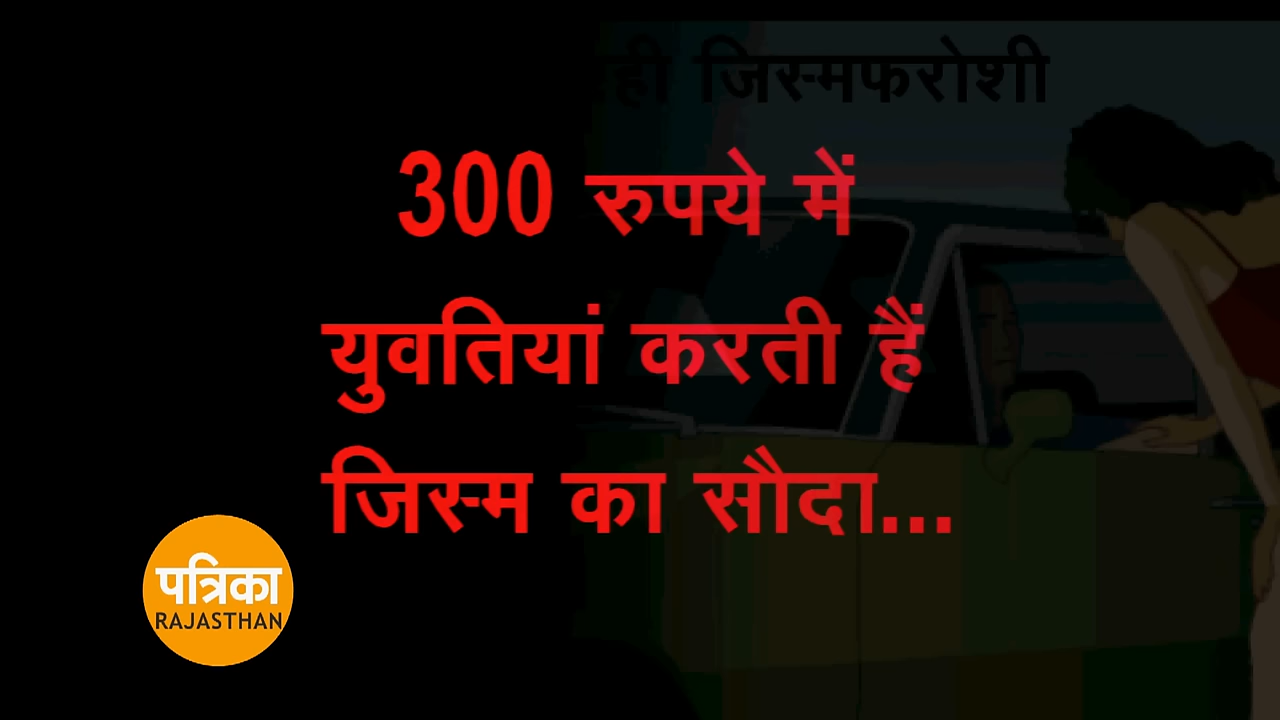 ही जिस्मफरोशी
300 रुपये में
युवतियां करती हैं
जिस्म का सौदा...
पत्रिका
RAJASTHAN